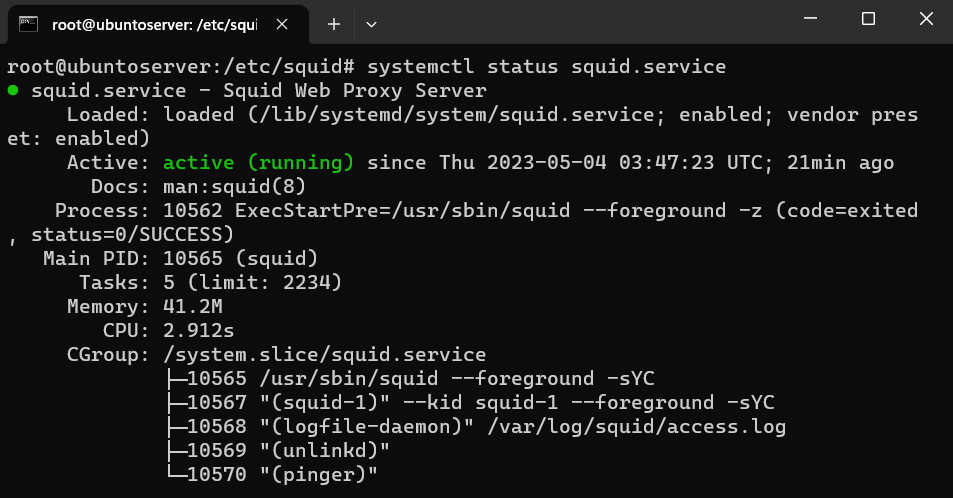 root@ubuntoserver: /etc/squi
root@ubuntoserver:/etc/squid# systemctl status squid.service
● squid.service - Squid Web Proxy Server
Loaded: loaded (/lib/systemd/system/squid.service; enabled; vendor pres
et: enabled)
Active: active (running) since Thu 2023-05-04 03:47:23 UTC; 21min ago
Docs: man:squid(8)
Process: 10562 ExecStartPre=/usr/sbin/squid --foreground -z (code=exited
, status=0/SUCCESS)
Main PID: 10565 (squid)
Tasks: 5 (limit: 2234)
Memory: 41.2M
CPU: 2.912s
CGroup: /system.slice/squid.service
├─10565 /usr/sbin/squid --foreground -sYC
├─10567 "(squid-1)" --kid squid-1 --foreground -sYC
├─10568 "(logfile-daemon)" /var/log/squid/access.log
├─10569 "(unlinkd)"
└─10570 "(pinger)"